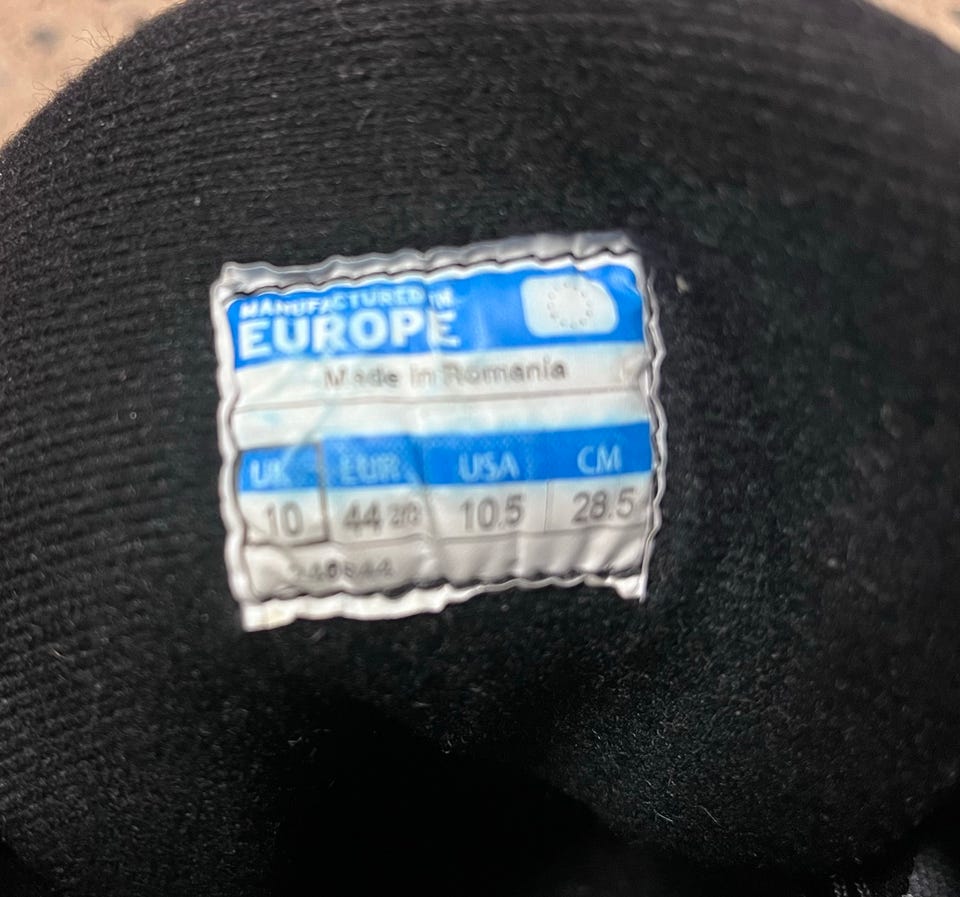 MANUFACTURED IN
EUROPE
Made in Romania
UK EUR USA CM
10 44 2/3 10.5 28.5